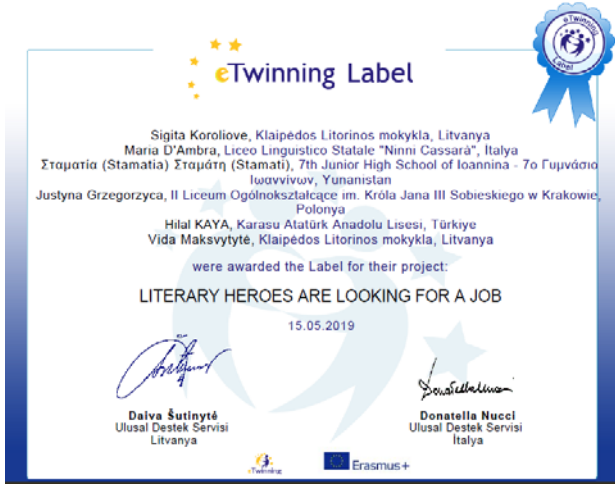 eTwinning
Label
eTwinning Label
Sigita Koroliove, Klaipėdos Litorinos mokykla, Litvanya
Maria D'Ambra, Liceo Linguistico Statale "Ninni Cassarà", İtalya
Σταματία (Stamatia) Σταμάτη (Stamati), 7th Junior High School of Ioannina - 7ο Γυμνάσιο
Ιωαννίνων, Yunanistan
Justyna Grzegorzyca, II Liceum Ogólnokształcące im. Króla Jana III Sobieskiego w Krakowie,
Polonya
Hilal KAYA, Karasu Atatürk Anadolu Lisesi, Türkiye
Vida Maksvytytė, Klaipėdos Litorinos mokykla, Litvanya
were awarded the Label for their project:
LITERARY HEROES ARE LOOKING FOR A JOB
15.05.2019
Daiva Šutinytė
Ulusal Destek Servisi
Litvanya
Donatella Nucci
Ulusal Destek Servisi
İtalya
eTwinning
Erasmus+